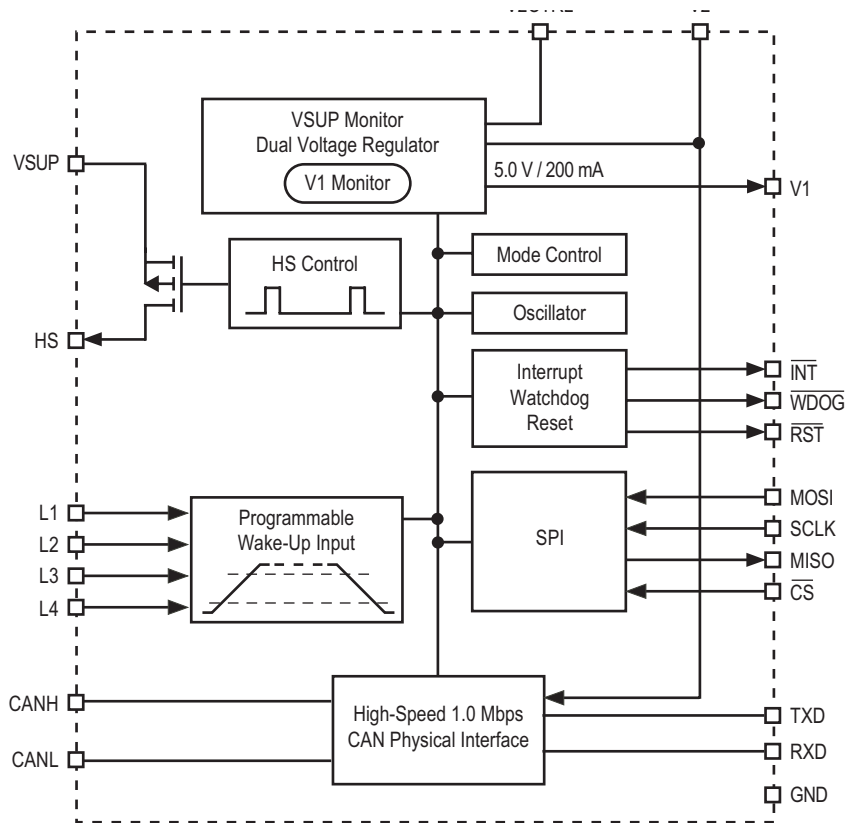 VSUP Monitor
Dual Voltage Regulator
V1 Monitor
VSUP
5.0 V / 200 mA
V1
HS Control
Mode Control
Oscillator
HS
Interrupt
Watchdog
Reset
INT
WDOG
RST
L1
L2
L3
L4
Programmable
Wake-Up Input
SPI
MOSI
SCLK
MISO
CS
CANH
CANL
High-Speed 1.0 Mbps
CAN Physical Interface
TXD
RXD
GND